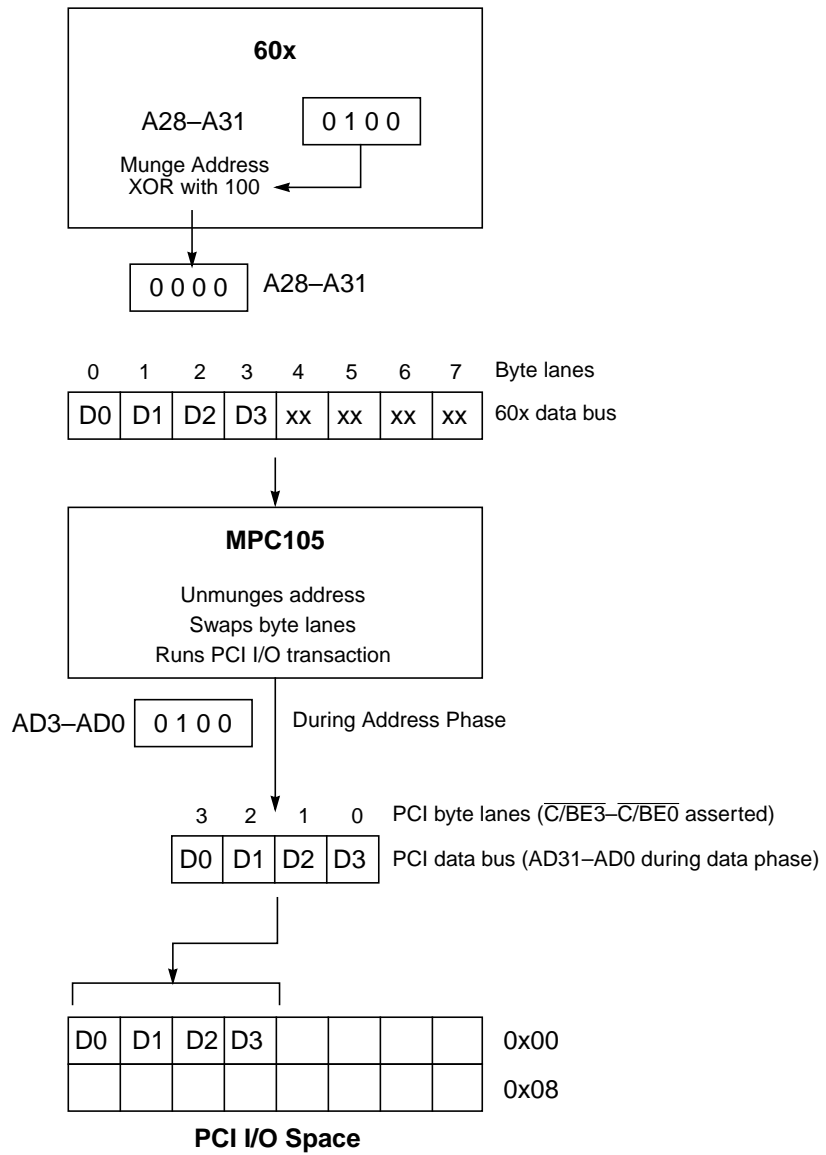 60x
A28–A31 0 1 0 0
Munge Address
XOR with 100
0 0 0 0 A28–A31
0 1 2 3 4 5 6 7 Byte lanes
D0 D1 D2 D3 xx xx xx xx 60x data bus
MPC105
Unmunges address
Swaps byte lanes
Runs PCI I/O transaction
AD3–AD0 0 1 0 0 During Address Phase
3 2 1 0 PCI byte lanes (C/BE3–C/BE0 asserted)
D0 D1 D2 D3 PCI data bus (AD31–AD0 during data phase)
D0 D1 D2 D3 0x00
0x08
PCI I/O Space